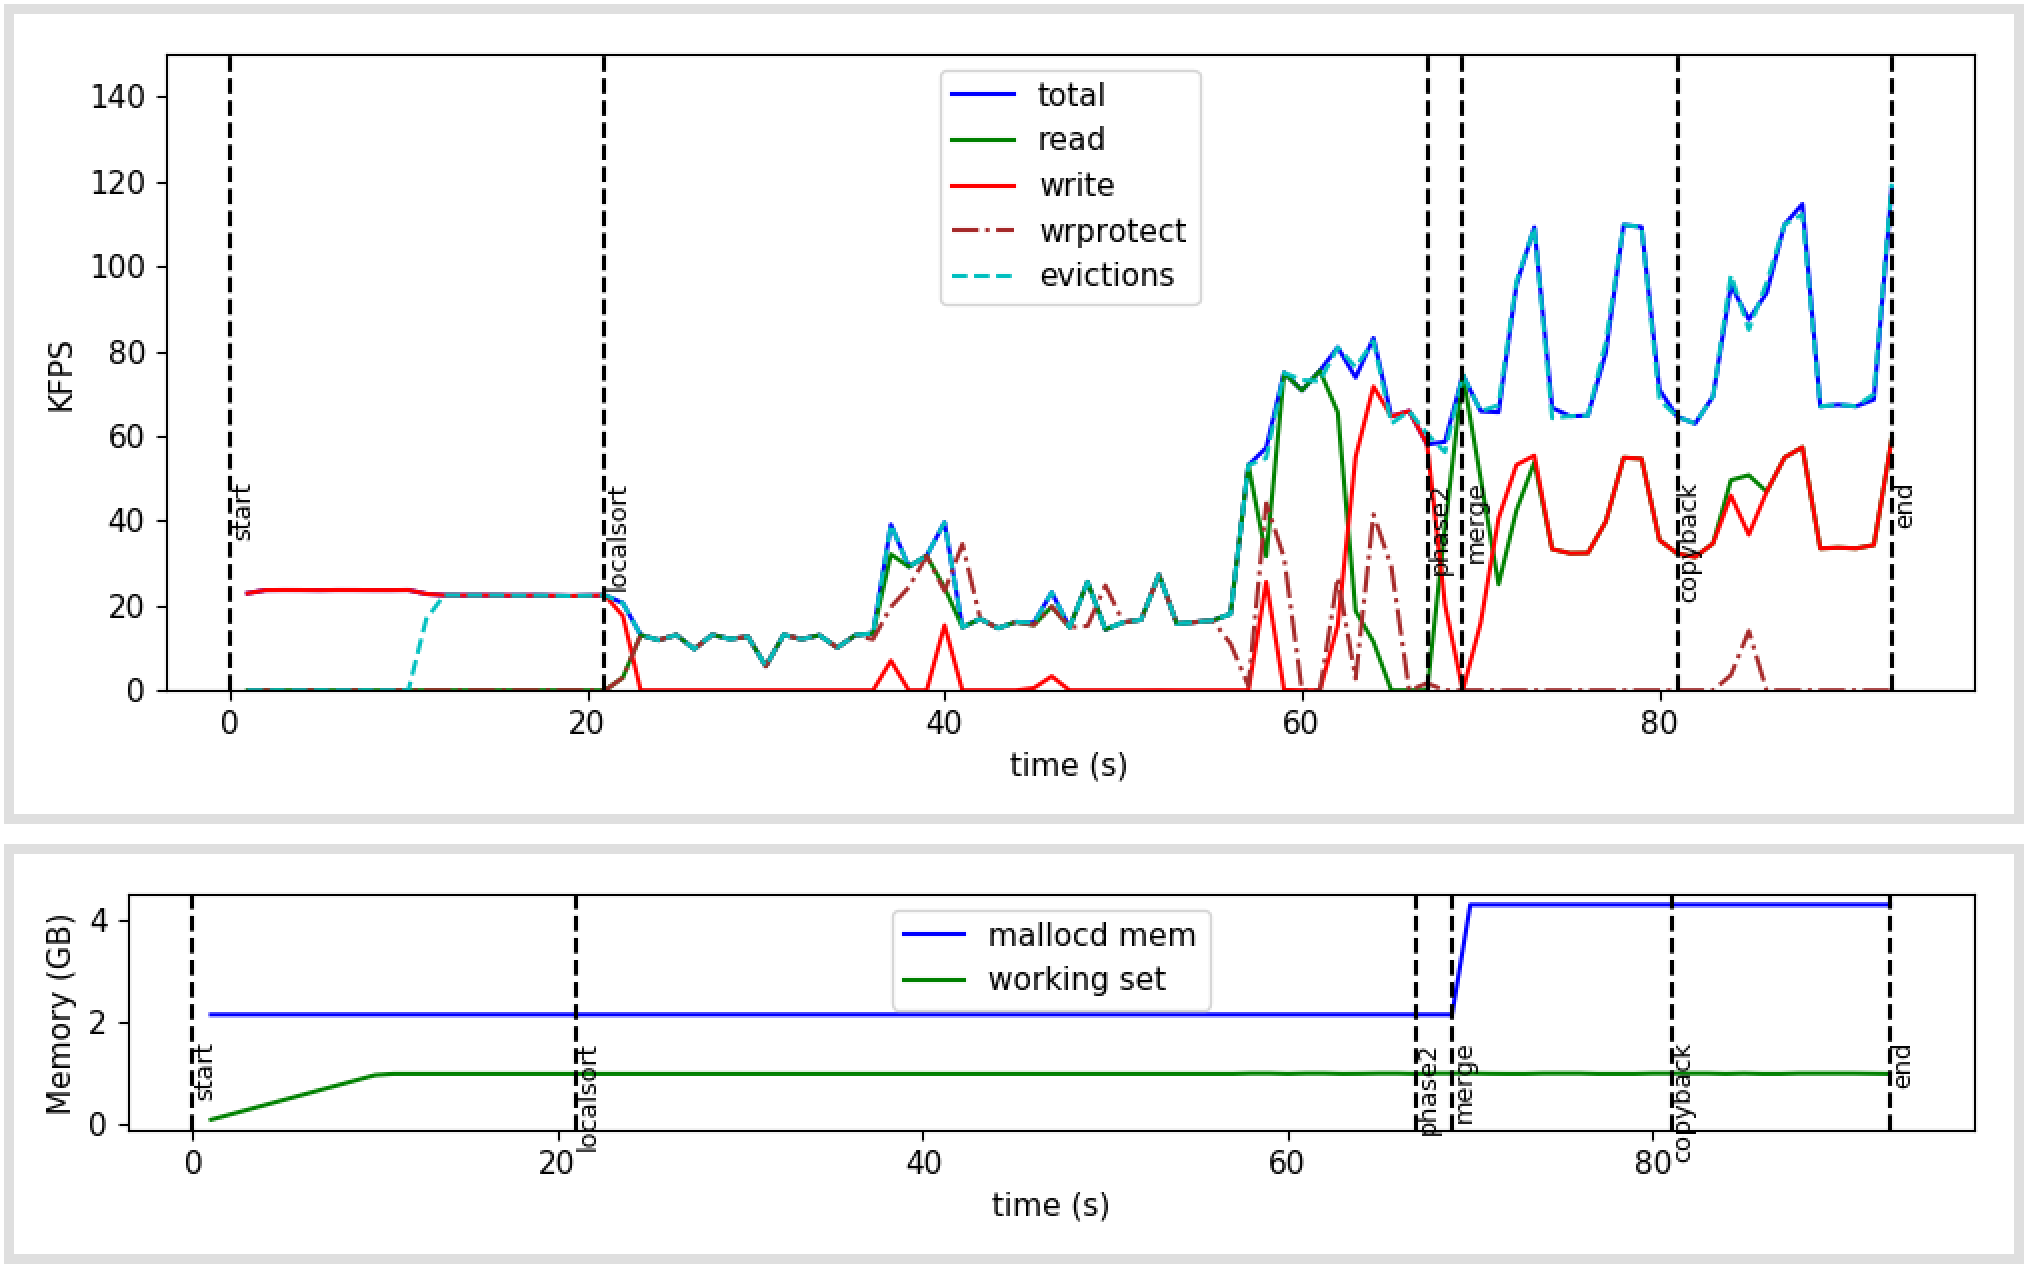 140
120
100
80
60
40
20
0
KFPS
total
read
write
wrprotect
evictions
start
localsort
phase2
merge
copyback
end
0 20 40 60 80
time (s)
4
2
0
Memory (GB)
mallocd mem
working set
start
localsort
phase2
merge
copyback
end
0 20 40 60 80
time (s)